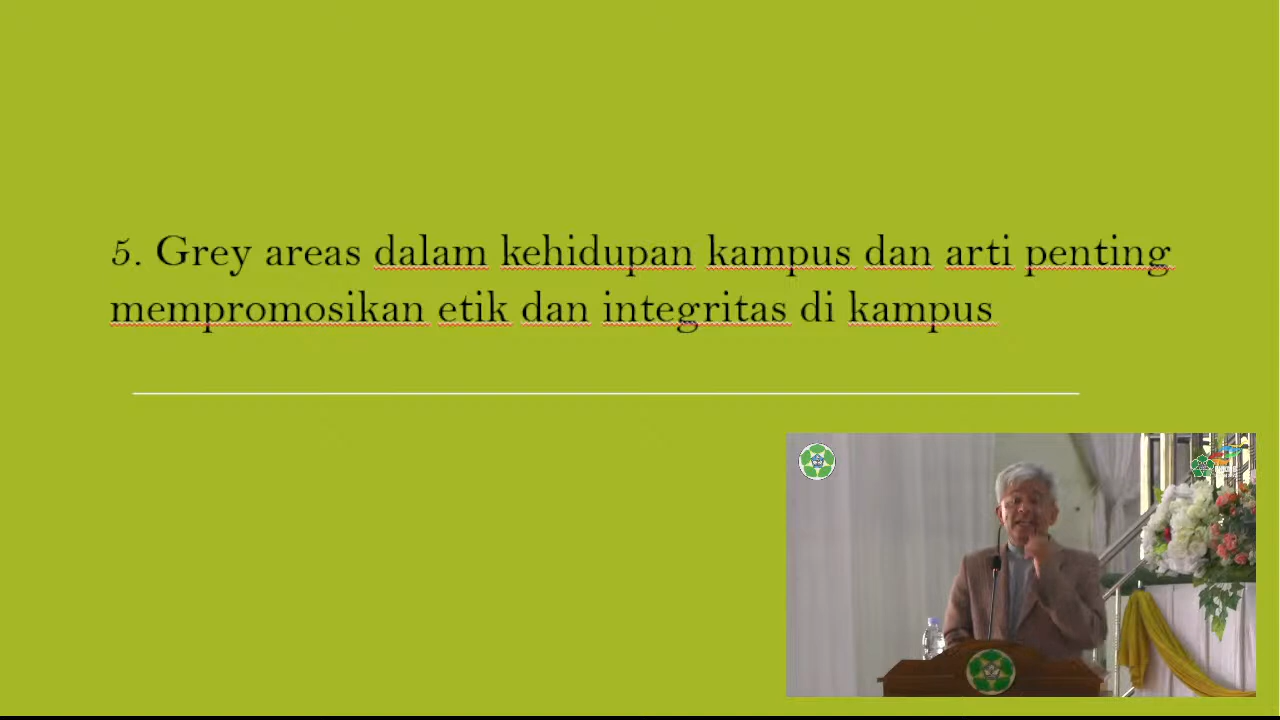 5. Grey areas dalam kehidupan kampus dan arti penting
mempromosikan etik dan integritas di kampus